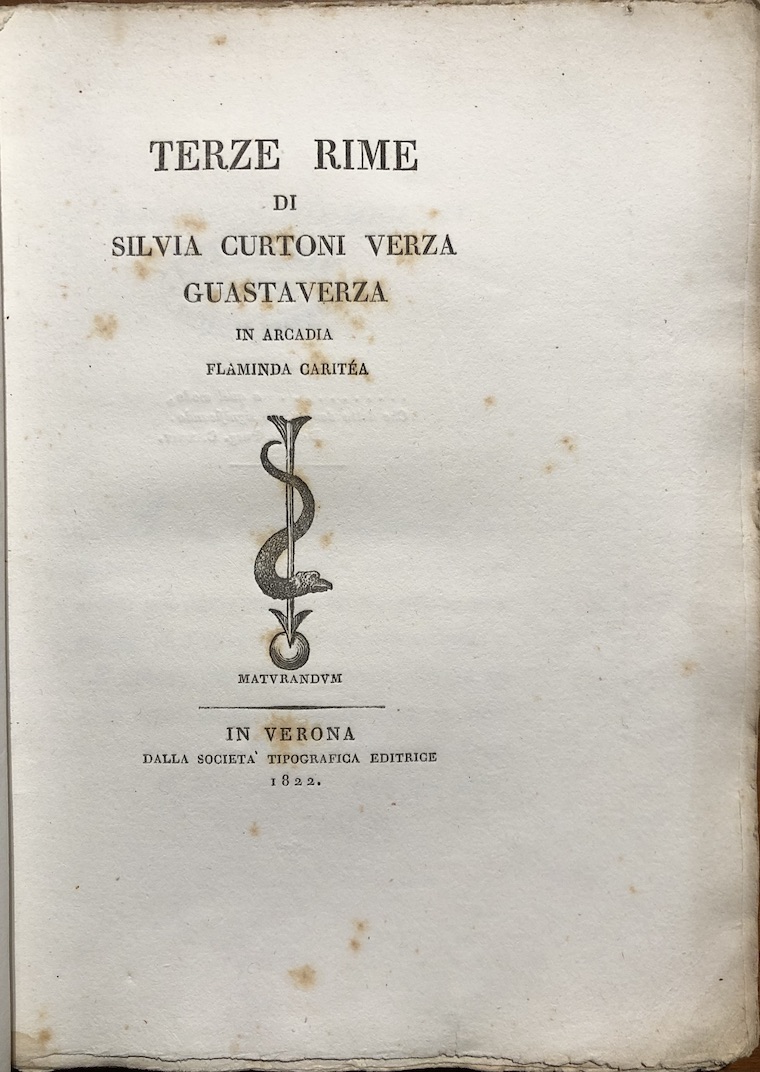 TERZE RIME
DI
SILVIA CURTONI VERZA
GUASTAVERZA
IN ARCADIA
FLAMINDA CARITÉA
MATVRANDVM
IN VERONA
DALLA SOCIETA' TIPOGRAFICA EDITRICE
1822.